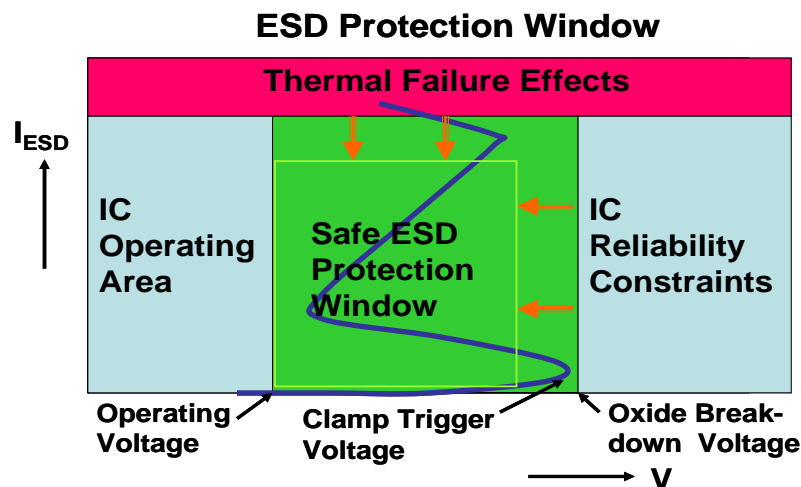 ESD Protection Window
Thermal Failure Effects
I_ESD
IC
Operating
Area
Safe ESD
Protection
Window
IC
Reliability
Constraints
Operating
Voltage
Clamp Trigger
Voltage
Oxide Break-
down Voltage
V